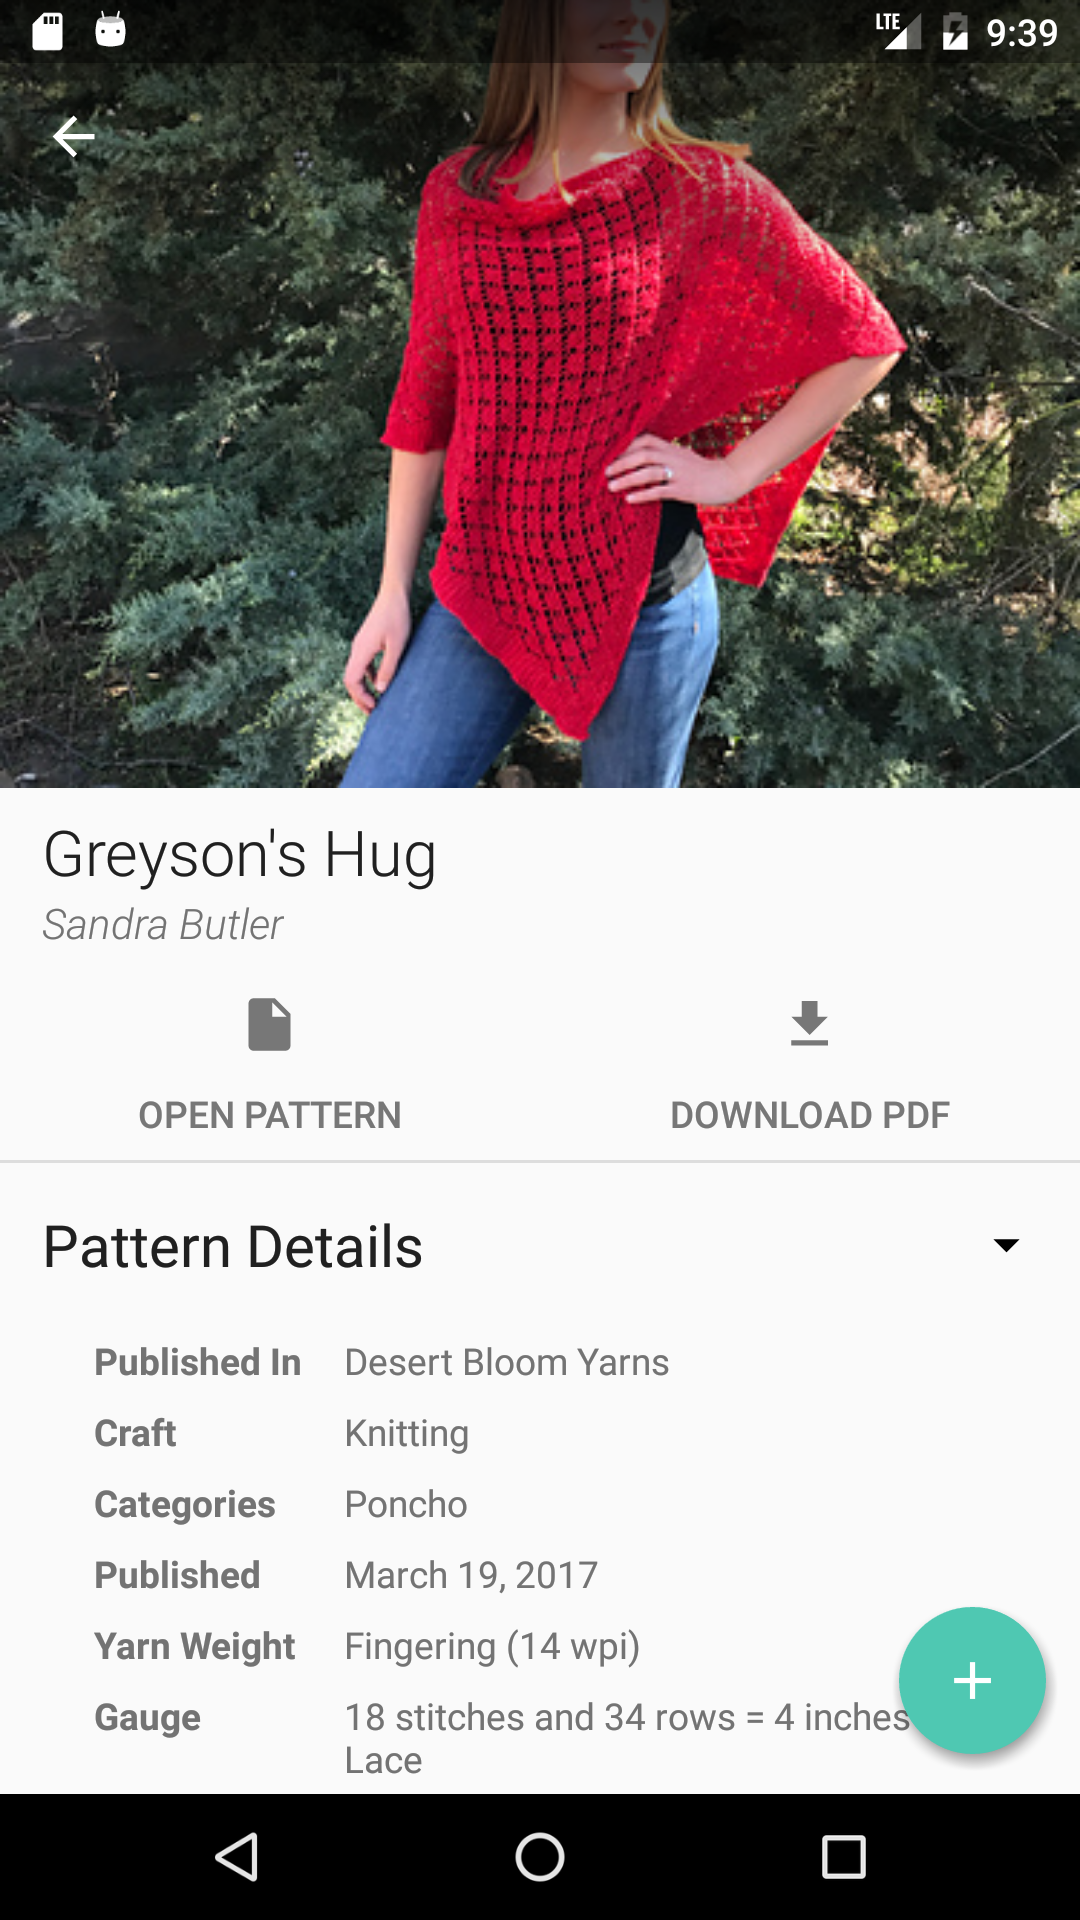 LTE 9:39
Greyson's Hug
Sandra Butler
OPEN PATTERN DOWNLOAD PDF
Pattern Details
Published In Desert Bloom Yarns
Craft Knitting
Categories Poncho
Published March 19, 2017
Yarn Weight Fingering (14 wpi)
Gauge 18 stitches and 34 rows = 4 inches
Lace